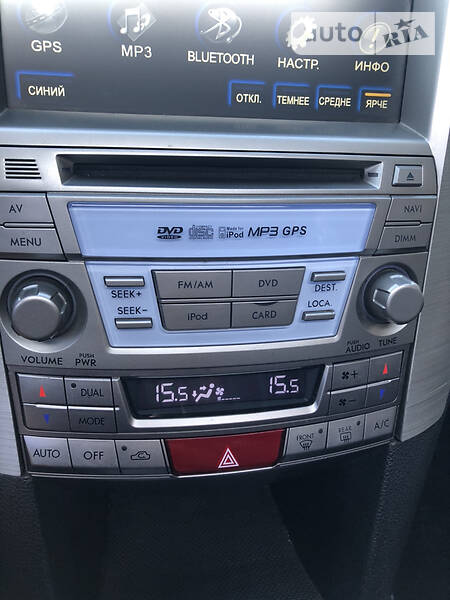 auto RIA
GPS MP3 BLUETOOTH НАСТР. ИНФО
СИНИЙ ОТКЛ. ТЕМНЕЕ СРЕДНЕ ЯРЧЕ
AV NAVI
MENU DIMM
DVD VIDEO disc Made for iPod MP3 GPS
SEEK+ FM/AM DVD DEST.
SEEK- iPod CARD LOCA.
VOLUME PUSH PWR PUSH AUDIO TUNE
DUAL 15.5 15.5 +
MODE -
AUTO OFF FRONT REAR A/C